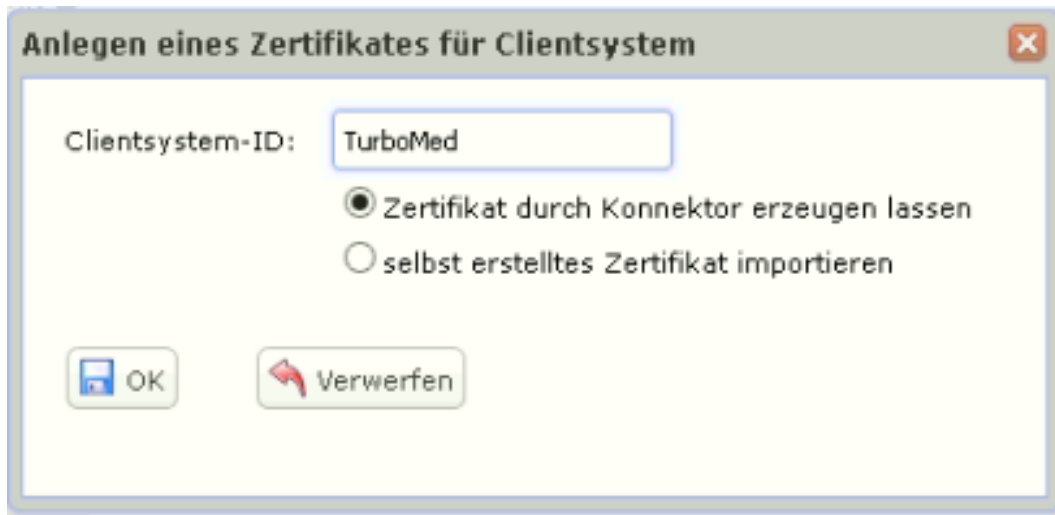 Anlegen eines Zertifikates für Clientsystem
Clientsystem-ID: TurboMed
Zertifikat durch Konnektor erzeugen lassen
selbst erstelltes Zertifikat importieren
OK Verwerfen